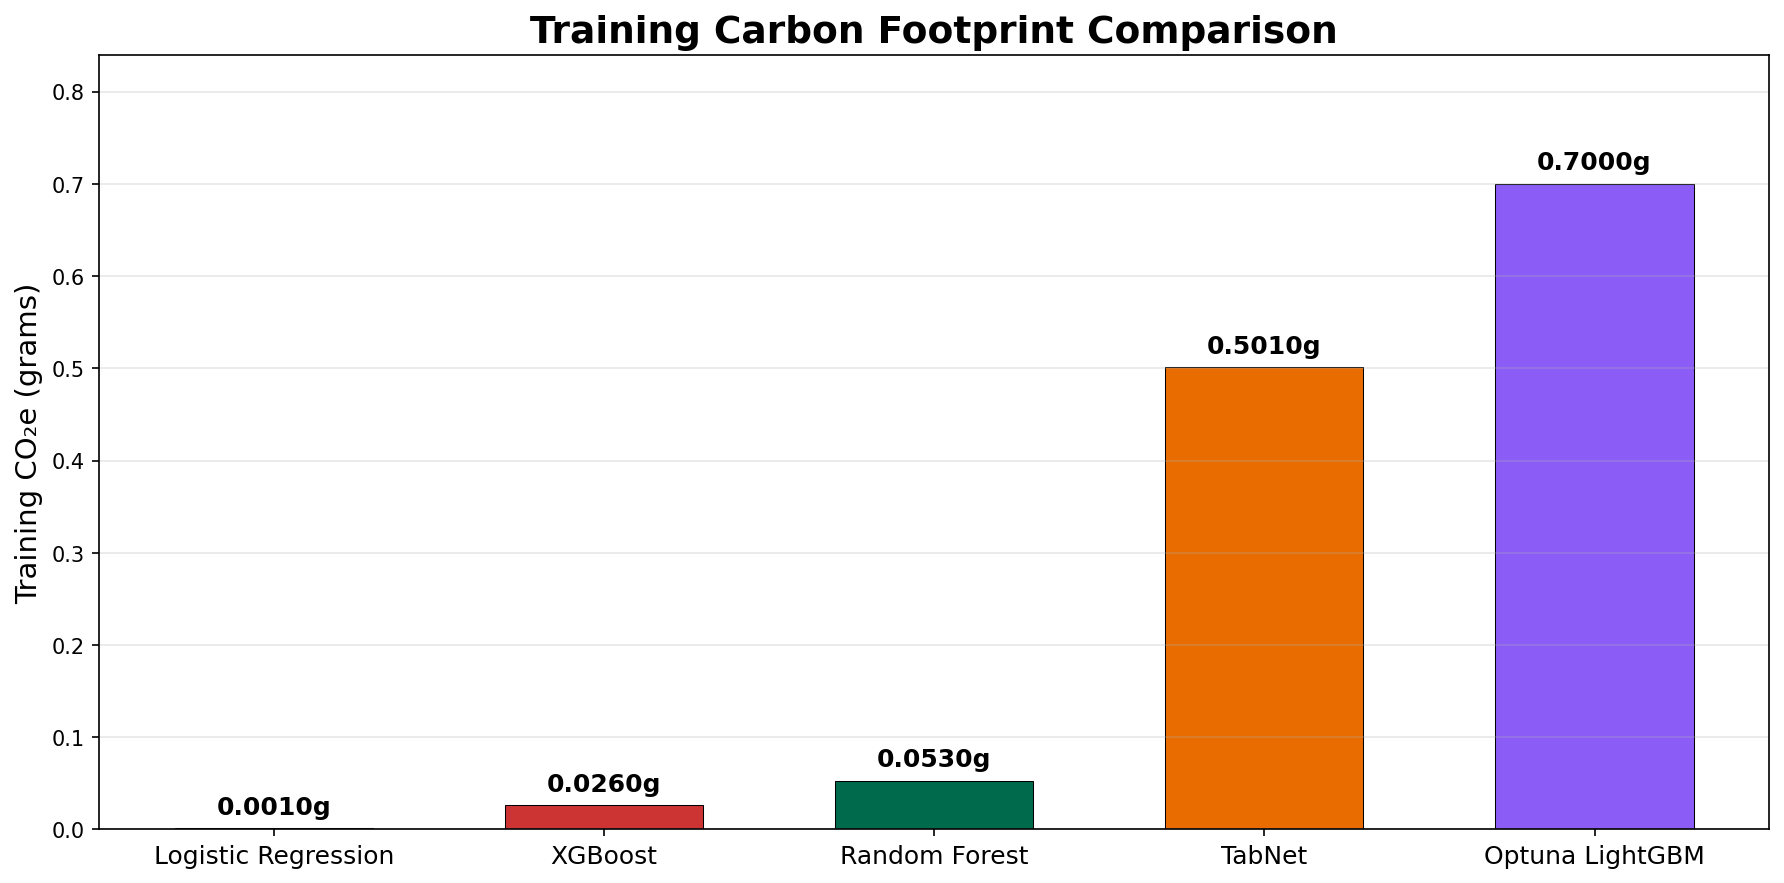 Training Carbon Footprint Comparison
Training CO₂e (grams)
0.8
0.7
0.6
0.5
0.4
0.3
0.2
0.1
0.0
0.0010g
0.0260g
0.0530g
0.5010g
0.7000g
Logistic Regression
XGBoost
Random Forest
TabNet
Optuna LightGBM